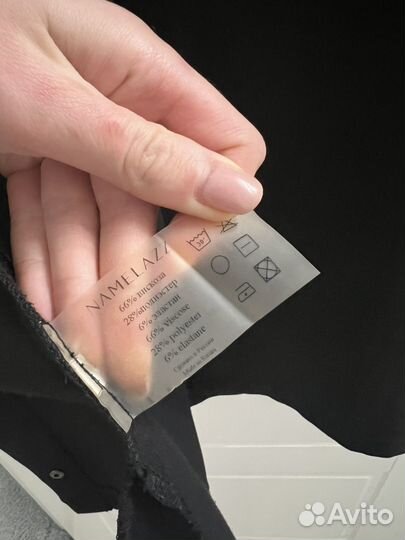 NAMELAZZ
66% вискоза
28%полиэстер
6% эластан
66% viscose
28% polyester
6% elastane
Сделано в России
Made in Russia
30°
Avito